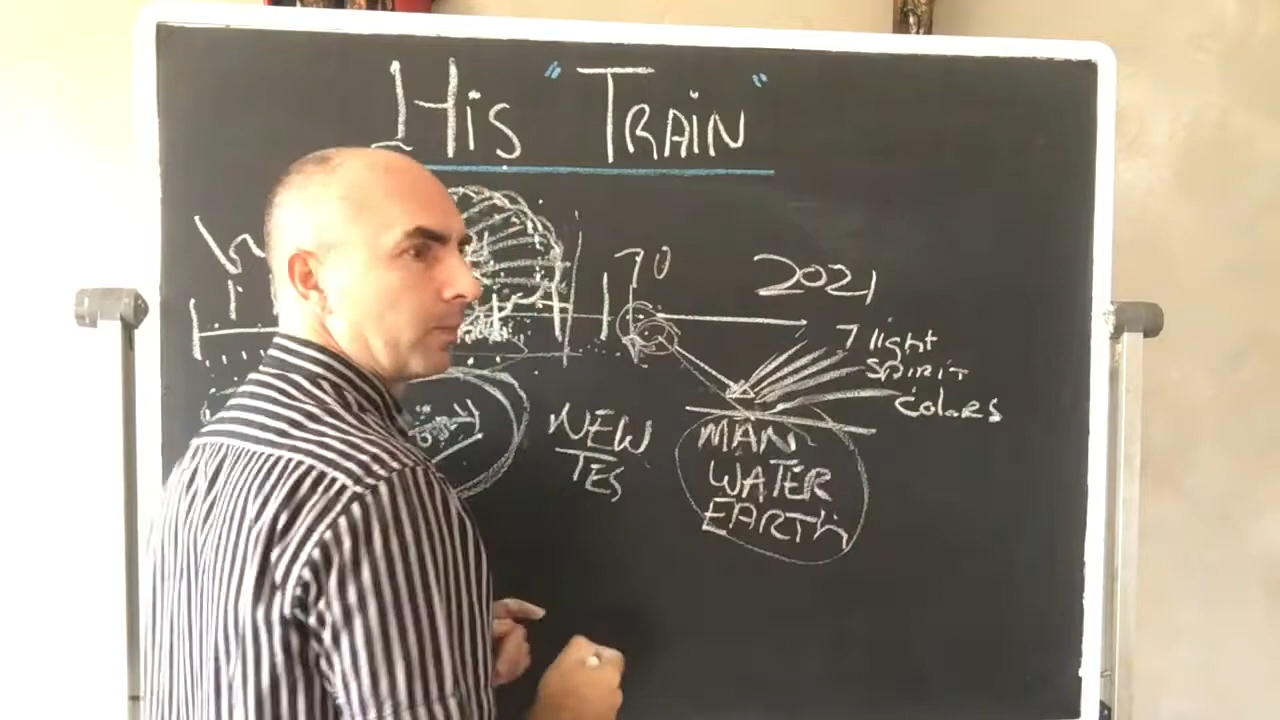 His "TRAiN"
70
2021
7 light
SPiRiT
COLORS
NEW
TES
MAN
WATER
EARTh